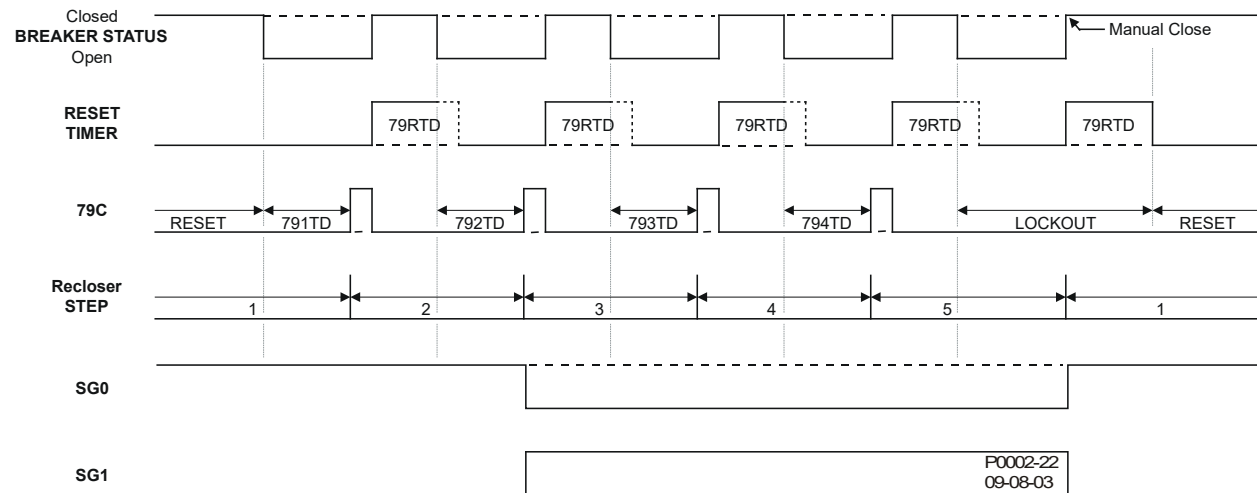 Closed
BREAKER STATUS
Open
Manual Close
RESET
TIMER
79RTD 79RTD 79RTD 79RTD 79RTD
79C
RESET 791TD 792TD 793TD 794TD LOCKOUT RESET
Recloser
STEP
1 2 3 4 5 1
SG0
SG1
P0002-22
09-08-03